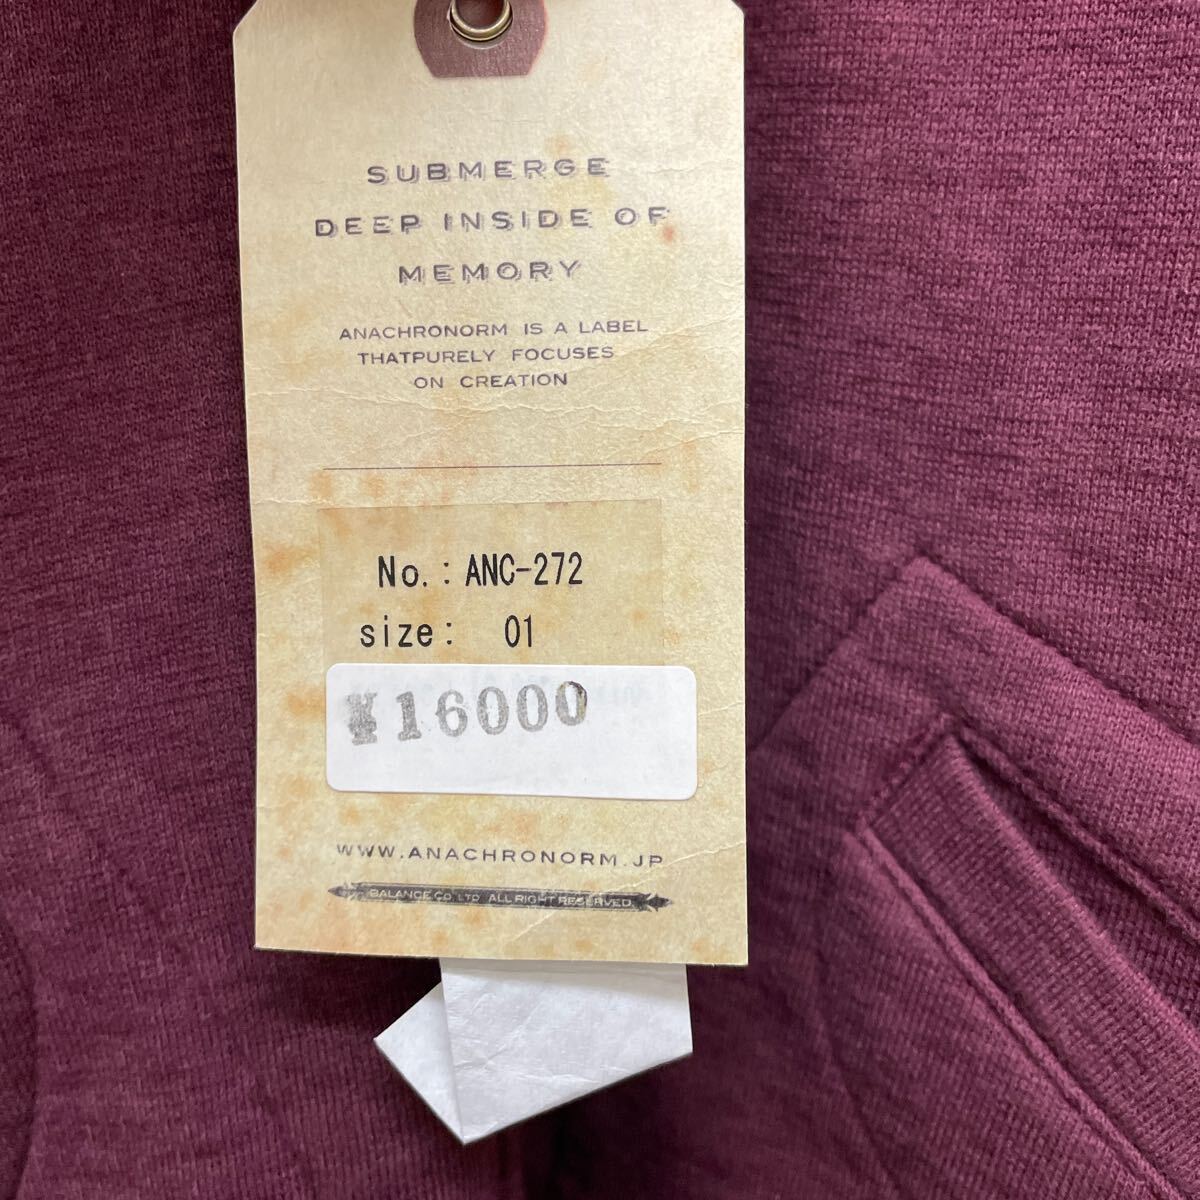 SUBMERGE
DEEP INSIDE OF
MEMORY
ANACHRONORM IS A LABEL
THATPURELY FOCUSES
ON CREATION
No.: ANC-272
size: 01
¥16000
WWW.ANACHRONORM.JP
BALANCE CO.LTD ALL RIGHT RESERVED.